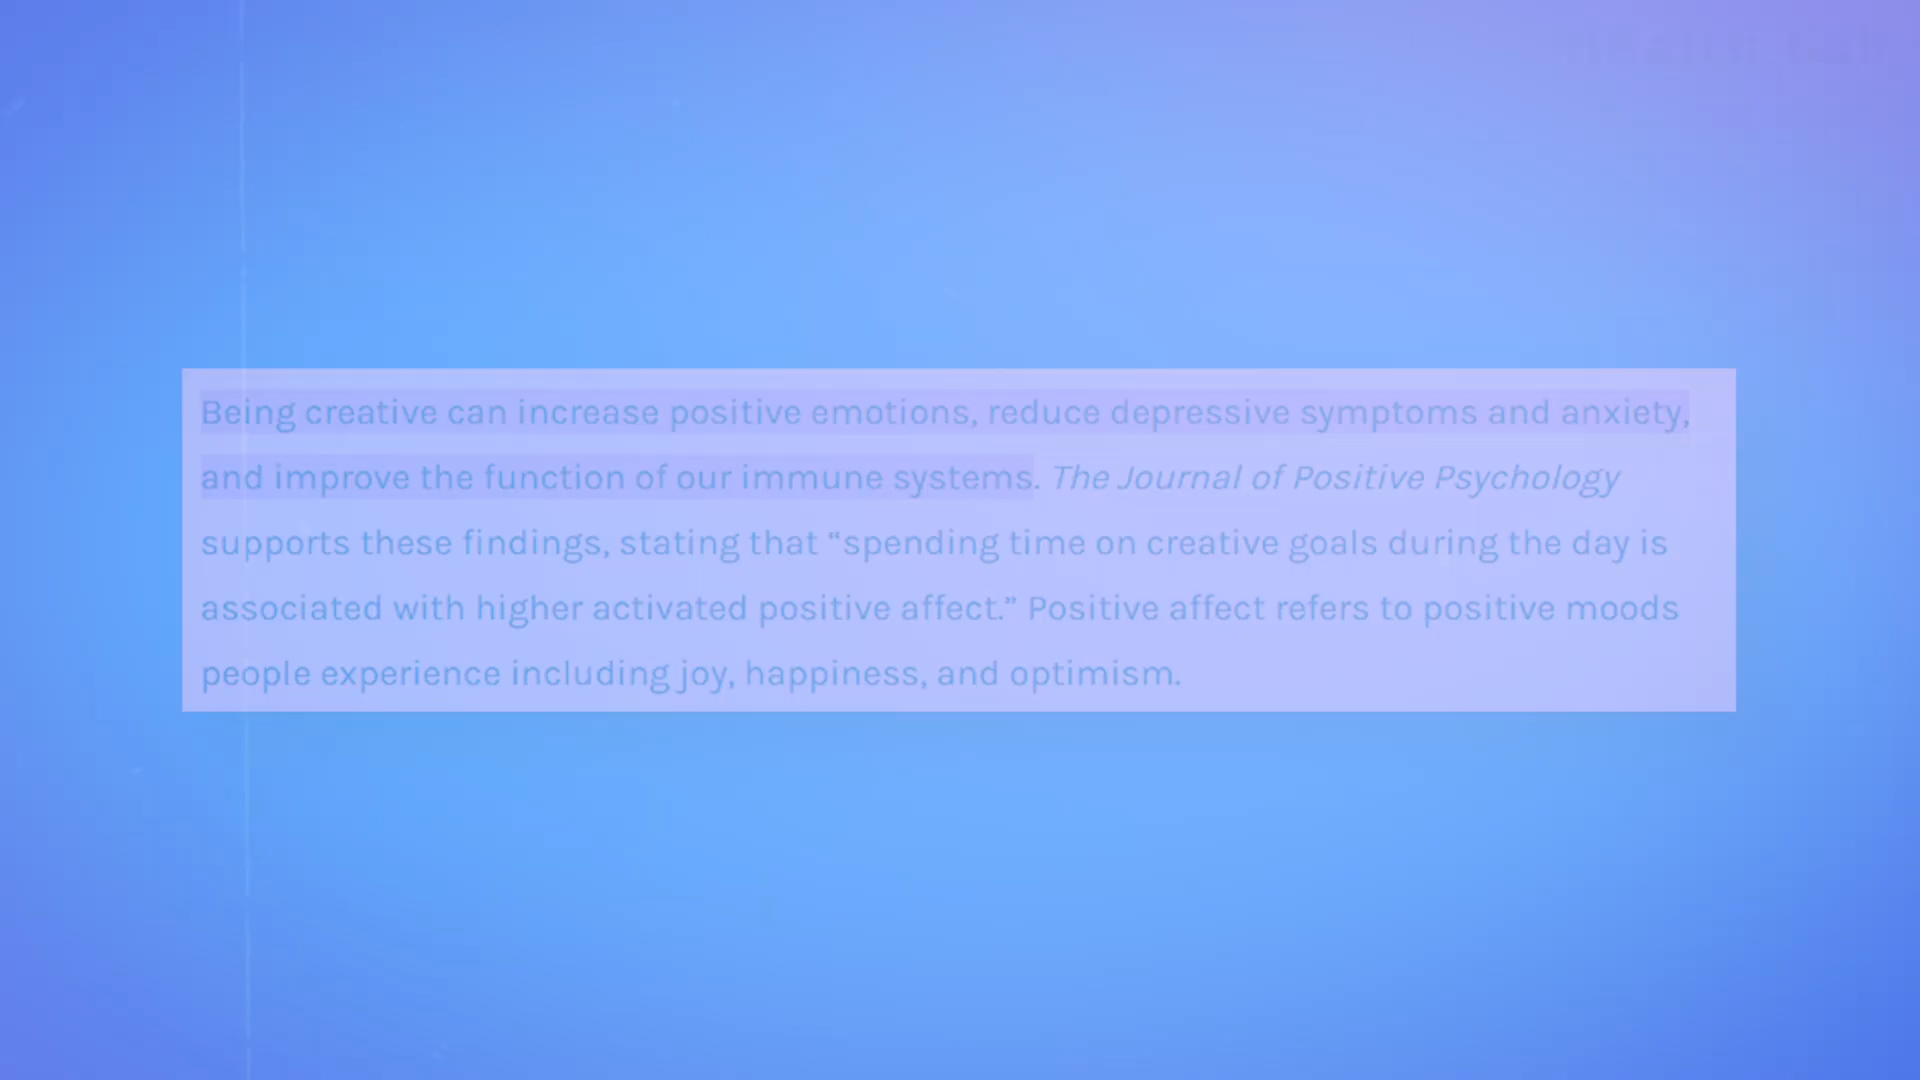 Being creative can increase positive emotions, reduce depressive symptoms and anxiety,
and improve the function of our immune systems. The Journal of Positive Psychology
supports these findings, stating that “spending time on creative goals during the day is
associated with higher activated positive affect.” Positive affect refers to positive moods
people experience including joy, happiness, and optimism.